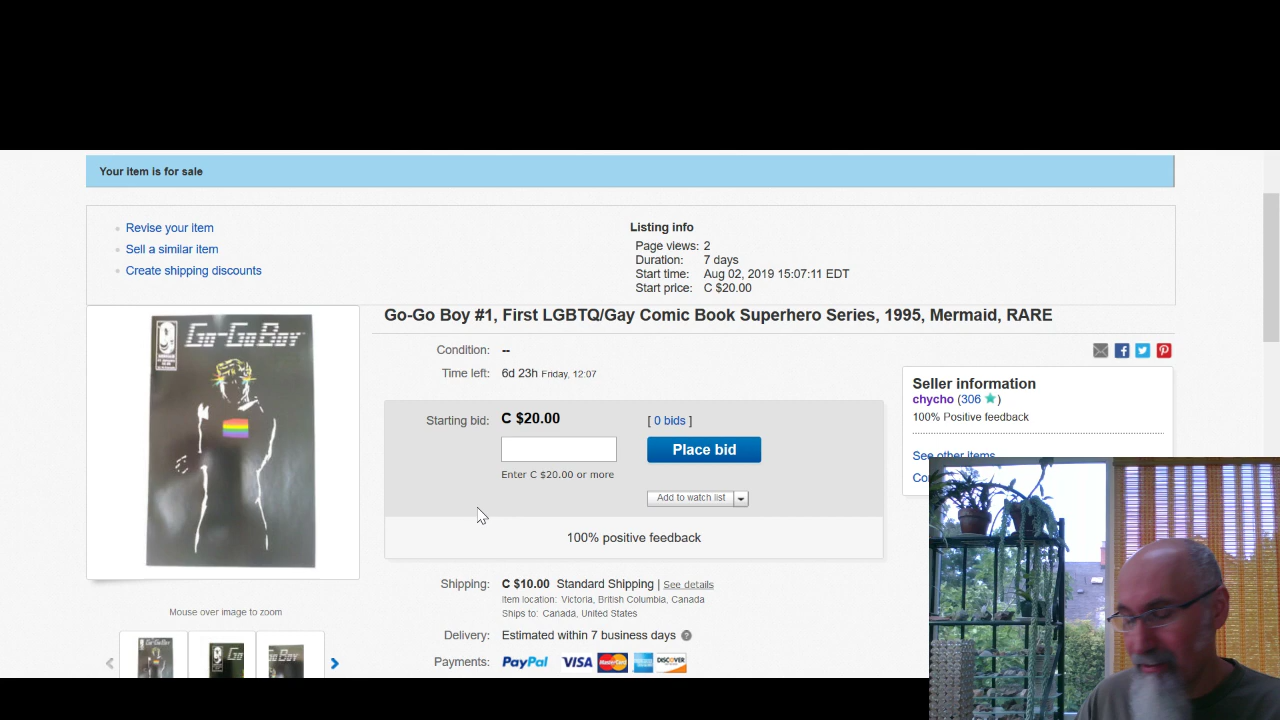 Your item is for sale
Revise your item
Sell a similar item
Create shipping discounts
Listing info
Page views: 2
Duration: 7 days
Start time: Aug 02, 2019 15:07:11 EDT
Start price: C $20.00
Go-Go Boy
Go-Go Boy #1, First LGBTQ/Gay Comic Book Superhero Series, 1995, Mermaid, RARE
Condition: --
Time left: 6d 23h Friday, 12:07
Starting bid: C $20.00 [ 0 bids ]
Place bid
Enter C $20.00 or more
Add to watch list
100% positive feedback
Seller information
chycho (306 ★)
100% Positive feedback
See other items
Shipping: C $10.00 Standard Shipping | See details
Item location: Victoria, British Columbia, Canada
Ships to: Canada, United States
Delivery: Estimated within 7 business days ?
Payments: PayPal VISA MasterCard DISCOVER
Mouse over image to zoom